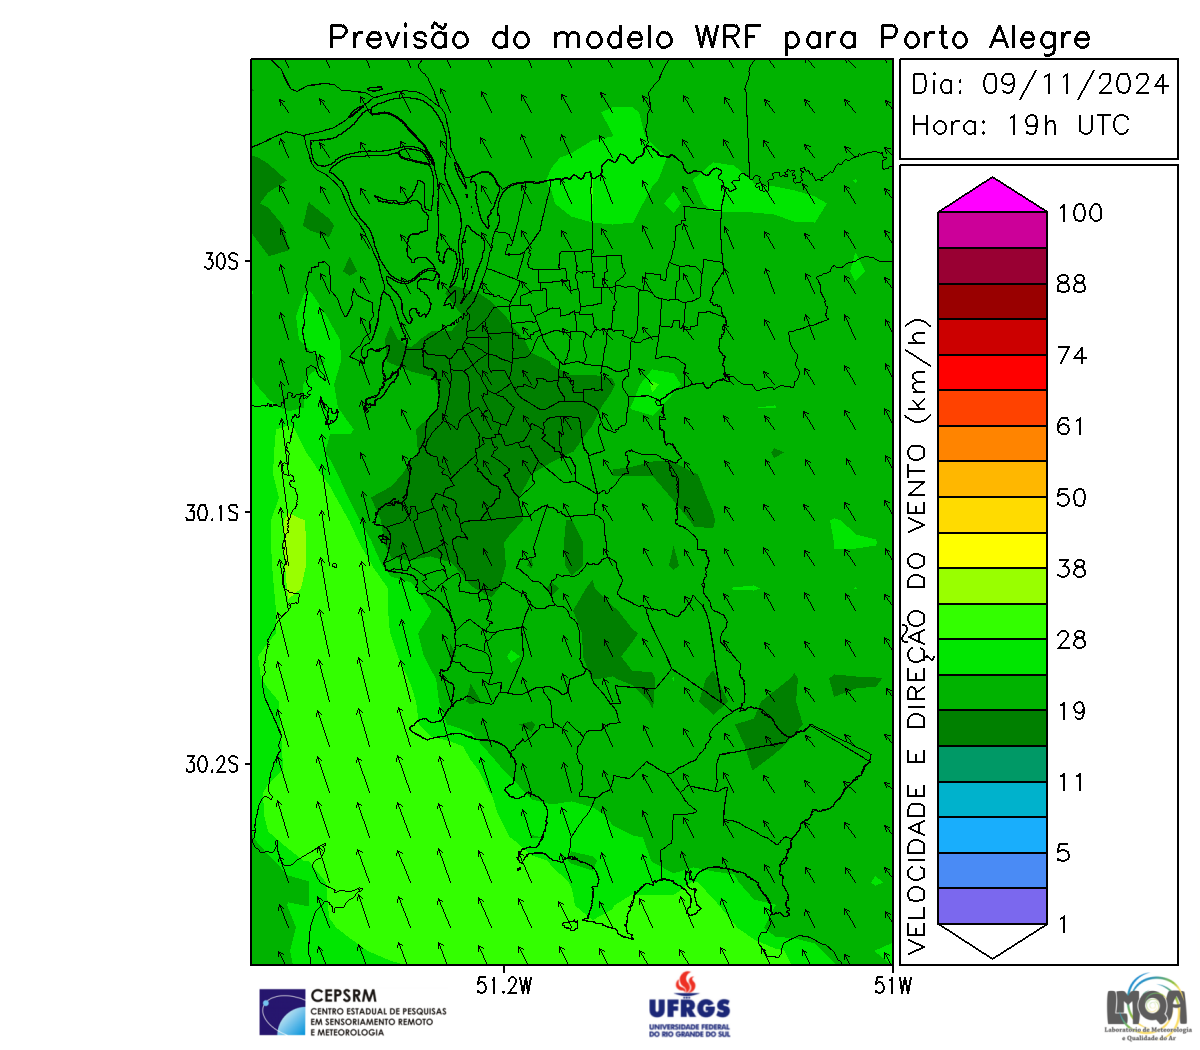 Previsão do modelo WRF para Porto Alegre
Dia: 09/11/2024
Hora: 19h UTC
100
88
74
61
50
38
28
19
11
5
1
VELOCIDADE E DIREÇÃO DO VENTO (km/h)
30S
30.1S
30.2S
51.2W
51W
CEPSRM
CENTRO ESTADUAL DE PESQUISAS
EM SENSORIAMENTO REMOTO
E METEOROLOGIA
UFRGS
UNIVERSIDADE FEDERAL
DO RIO GRANDE DO SUL
LMQA
Laboratório de Meteorologia
e Qualidade do Ar